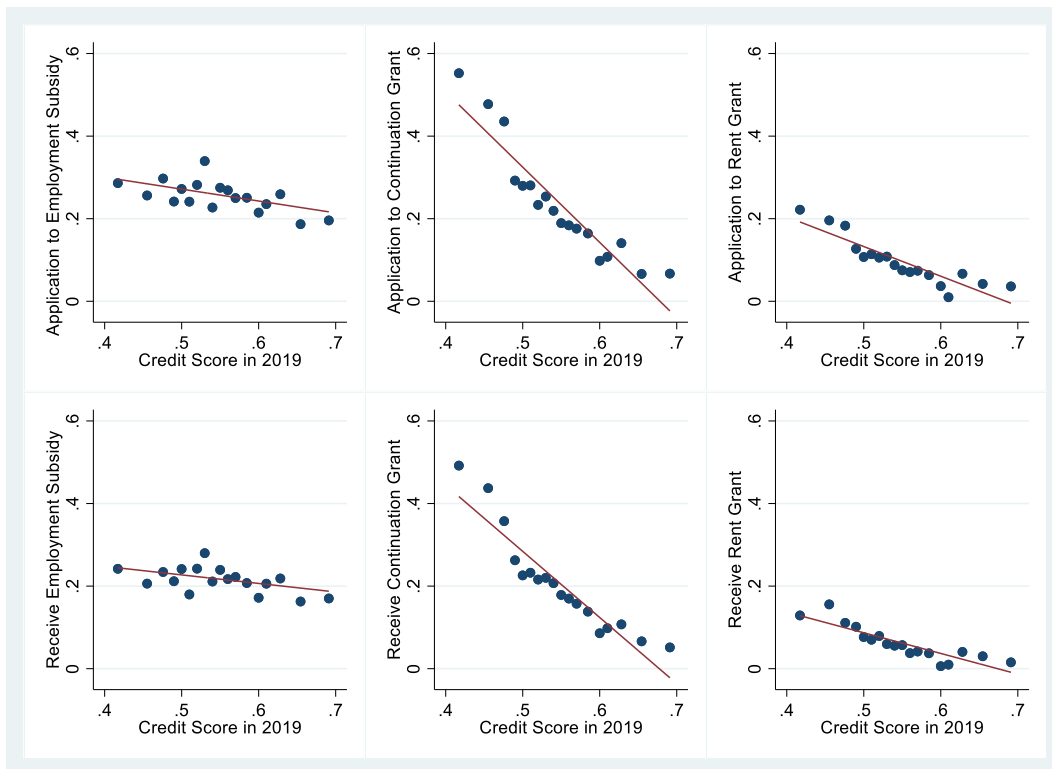 Application to Employment Subsidy
.6
.4
.2
0
.4 .5 .6 .7
Credit Score in 2019
Application to Continuation Grant
.6
.4
.2
0
.4 .5 .6 .7
Credit Score in 2019
Application to Rent Grant
.6
.4
.2
0
.4 .5 .6 .7
Credit Score in 2019
Receive Employment Subsidy
.6
.4
.2
0
.4 .5 .6 .7
Credit Score in 2019
Receive Continuation Grant
.6
.4
.2
0
.4 .5 .6 .7
Credit Score in 2019
Receive Rent Grant
.6
.4
.2
0
.4 .5 .6 .7
Credit Score in 2019